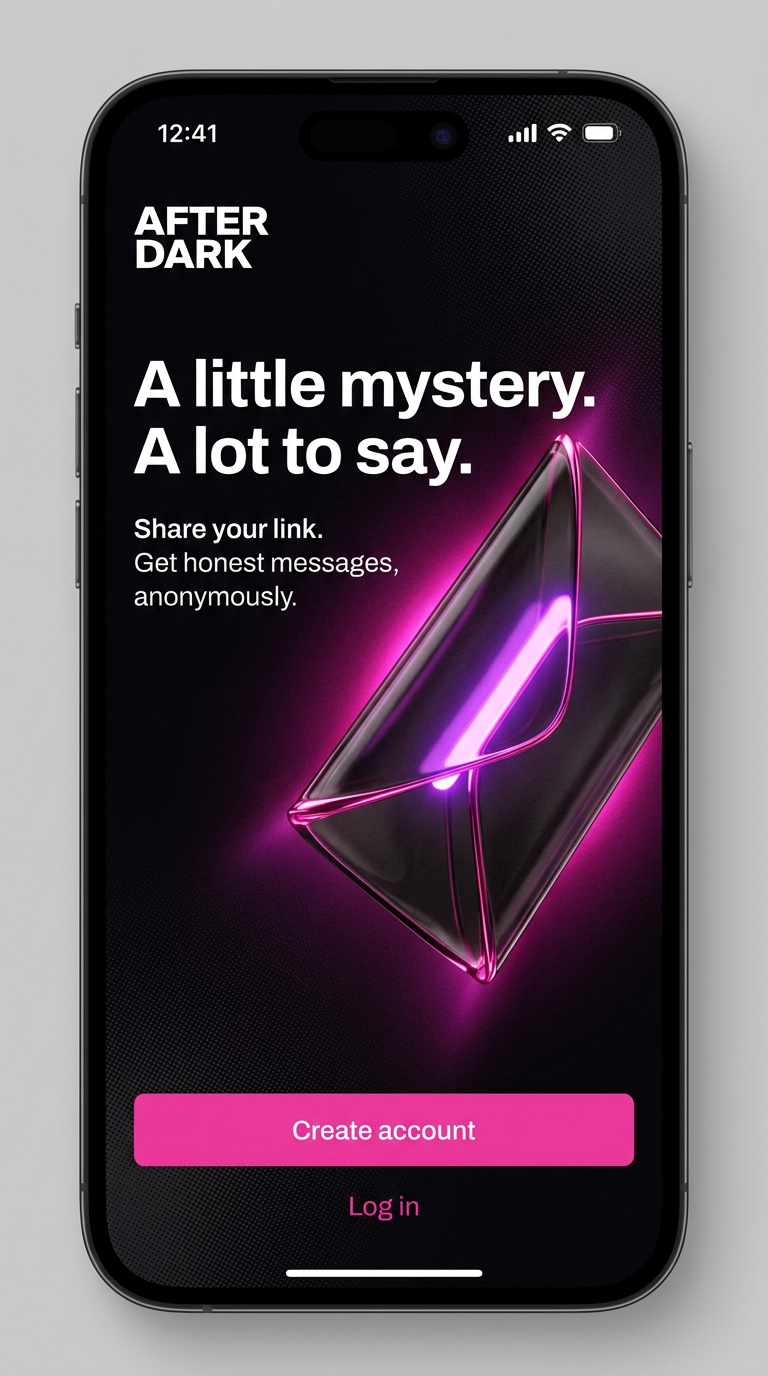 12:41
AFTER
DARK
A little mystery.
A lot to say.
Share your link.
Get honest messages,
anonymously.
Create account
Log in